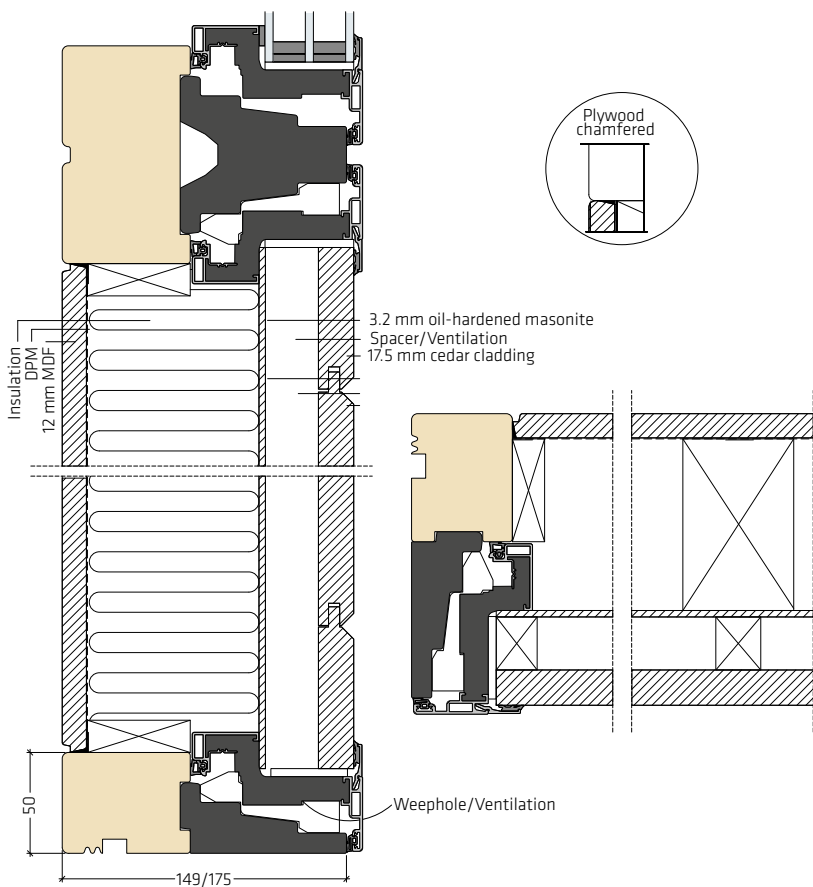 Plywood
chamfered
3.2 mm oil-hardened masonite
Spacer/Ventilation
17.5 mm cedar cladding
Insulation
DPM
12 mm MDF
Weephole/Ventilation
50
149/175